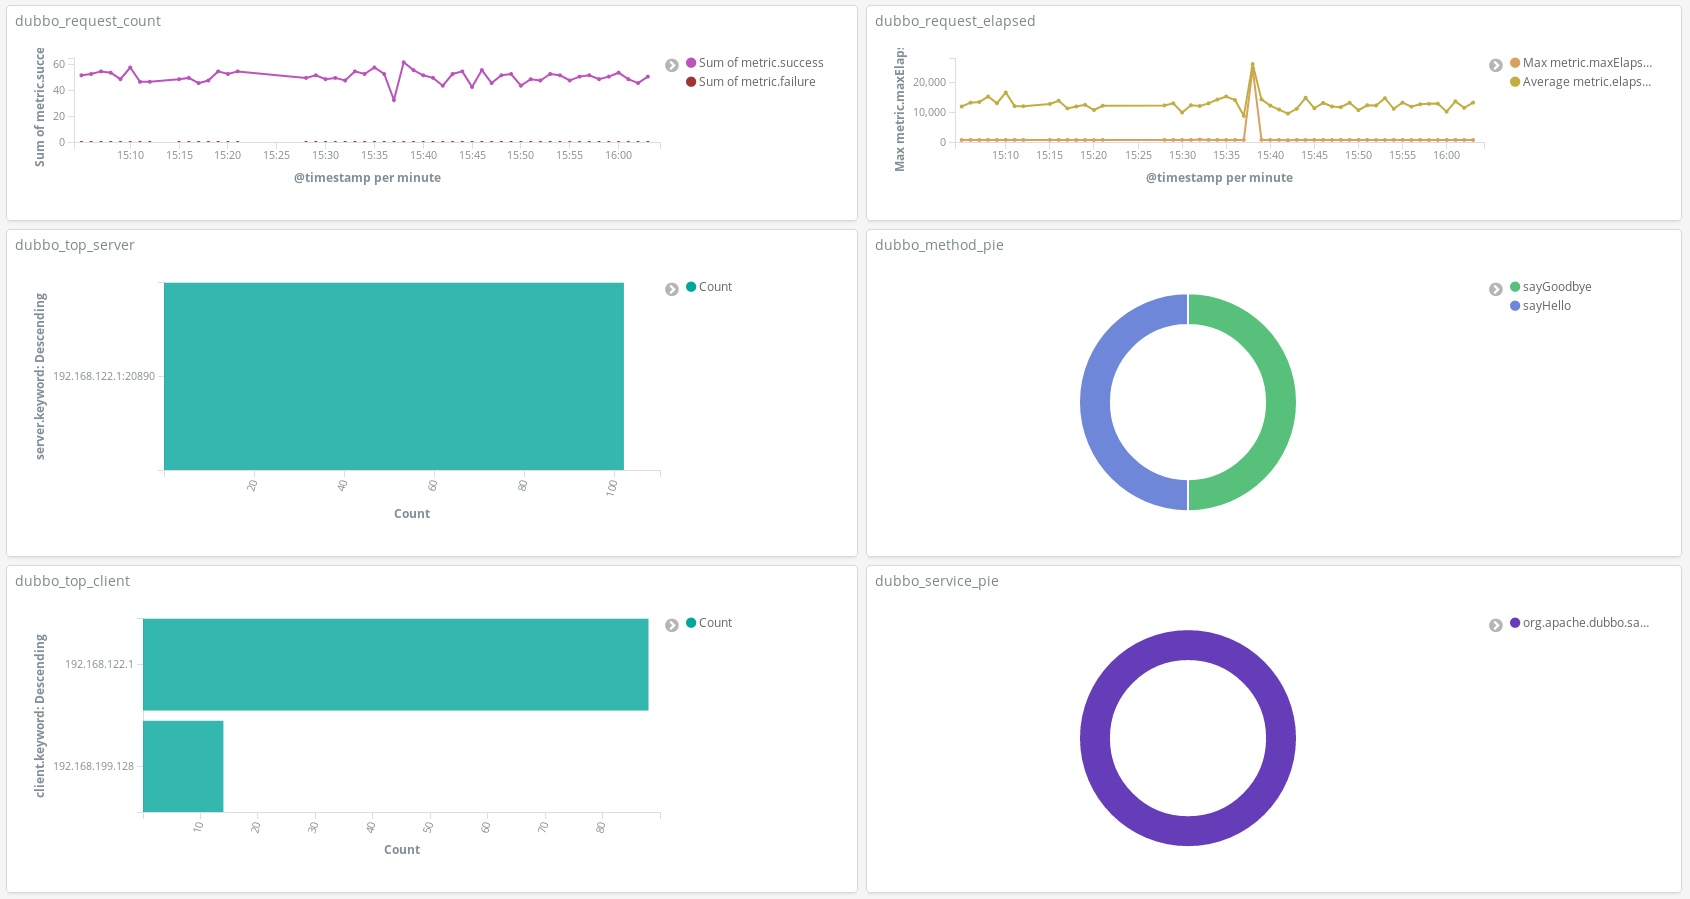 dubbo_request_count
Sum of metric.succe
60
40
20
0
15:10 15:15 15:20 15:25 15:30 15:35 15:40 15:45 15:50 15:55 16:00
@timestamp per minute
Sum of metric.success
Sum of metric.failure
dubbo_request_elapsed
Max metric.maxElap
20,000
10,000
0
15:10 15:15 15:20 15:25 15:30 15:35 15:40 15:45 15:50 15:55 16:00
@timestamp per minute
Max metric.maxElaps...
Average metric.elaps...
dubbo_top_server
server.keyword: Descending
192.168.122.1:20890
20 40 60 80 100
Count
Count
dubbo_method_pie
sayGoodbye
sayHello
dubbo_top_client
client.keyword: Descending
192.168.122.1
192.168.199.128
10 20 30 40 50 60 70 80
Count
Count
dubbo_service_pie
org.apache.dubbo.sa...